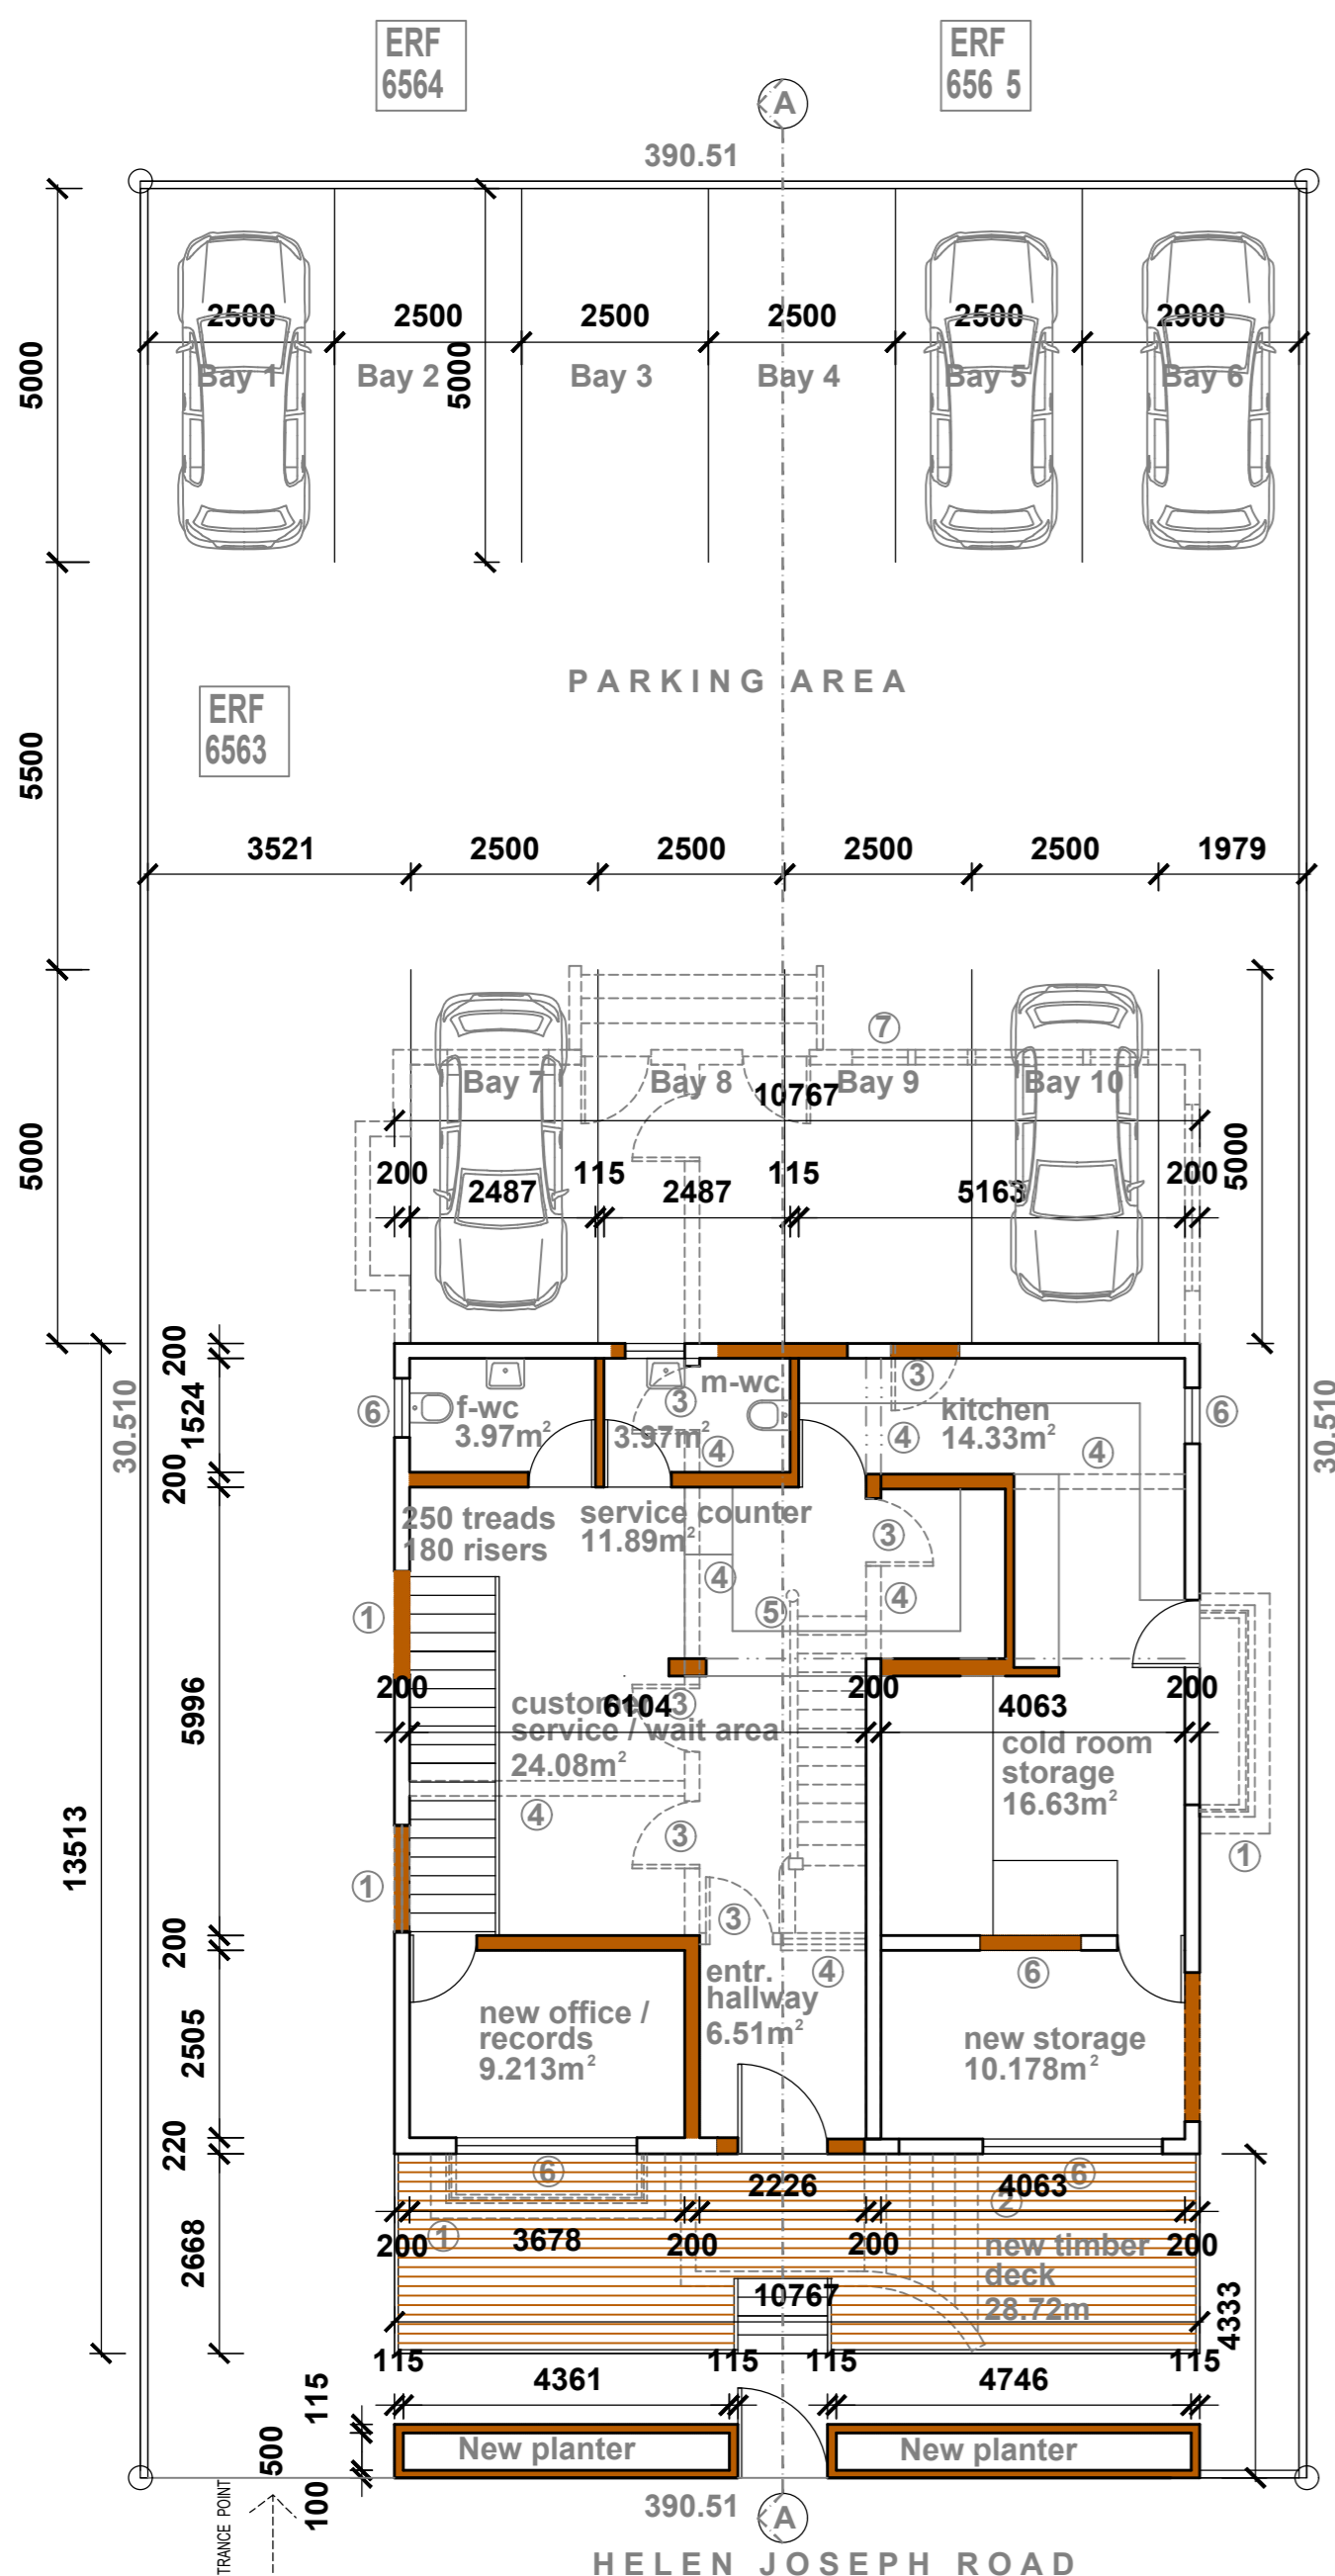 ERF
6564
ERF
656 5
A
390.51
2500
2500
2500
2500
2500
2900
Bay 1
Bay 2
Bay 3
Bay 4
Bay 5
Bay 6
5000
5000
PARKING AREA
ERF
6563
5500
3521
2500
2500
2500
2500
1979
7
Bay 7
Bay 8
Bay 9
Bay 10
10767
5000
5000
200
115
115
200
2487
2487
5163
200
1524
200
30.510
30.510
6
f-wc
3.97m²
3
m-wc
3.97m²
4
3
kitchen
14.33m²
4
4
6
250 treads
180 risers
service counter
11.89m²
3
4
4
5
1
200
6104
200
4063
200
3
customer
service / wait area
24.08m²
cold room
storage
16.63m²
5996
13513
4
3
1
1
3
4
6
200
entr.
hallway
6.51m²
new office /
records
9.213m²
new storage
10.178m²
2505
220
6
2226
4063
6
2
1
200
3678
200
200
200
new timber
deck
28.72m
2668
10767
4333
115
4361
115
115
4746
115
115
500
100
New planter
New planter
TRANCE POINT
390.51
A
HELEN JOSEPH ROAD